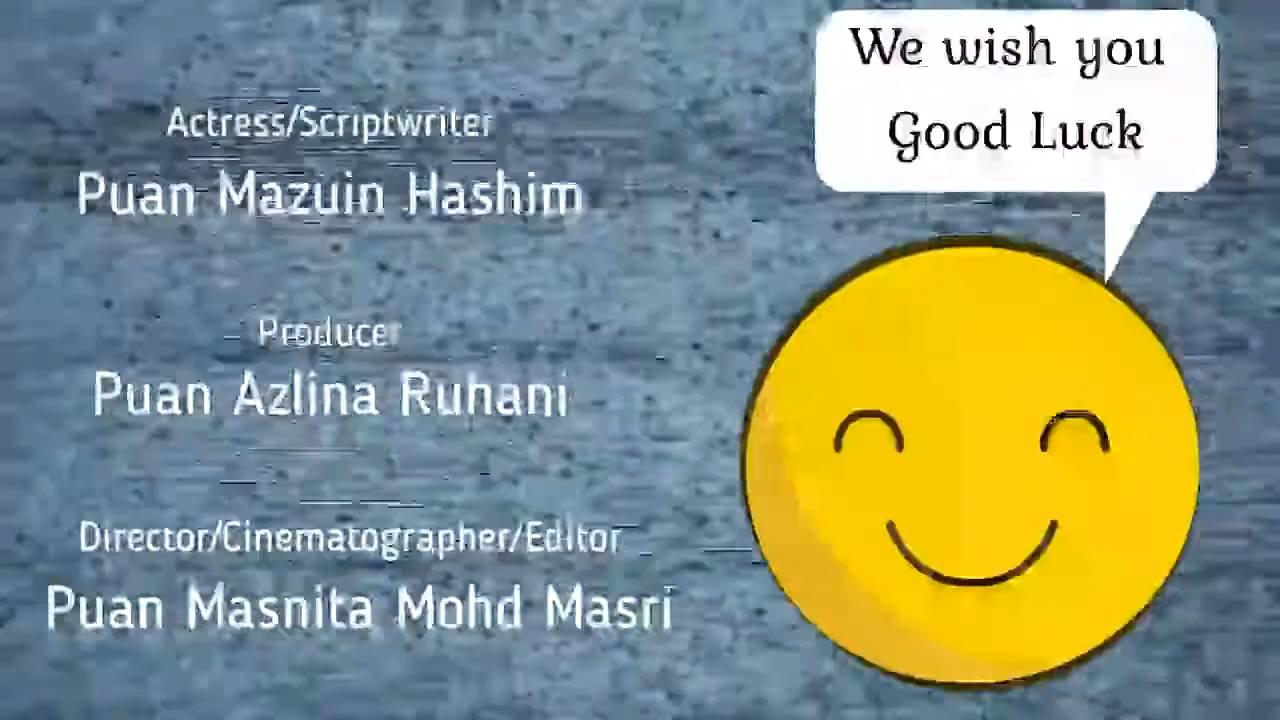 Actress/Scriptwriter
Puan Mazuin Hashim
Producer
Puan Azlina Ruhani
Director/Cinematographer/Editor
Puan Masnita Mohd Masri
We wish you
Good Luck